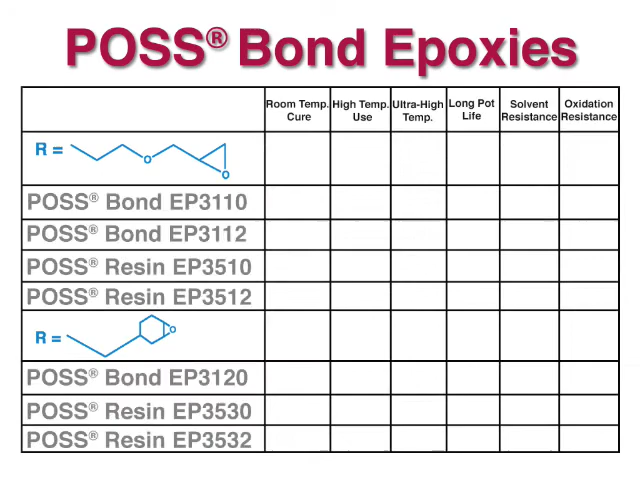 POSS® Bond Epoxies
Room Temp. Cure
High Temp. Use
Ultra-High Temp.
Long Pot Life
Solvent Resistance
Oxidation Resistance
R =
O
O
POSS® Bond EP3110
POSS® Bond EP3112
POSS® Resin EP3510
POSS® Resin EP3512
R =
O
POSS® Bond EP3120
POSS® Resin EP3530
POSS® Resin EP3532